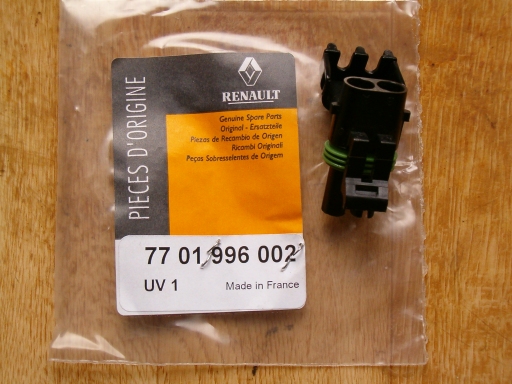 PIECES D'ORIGINE
RENAULT
Genuine Spare Parts
Original - Ersatzteile
Piezas de Recambio de Origen
Ricambi Originali
Peças Sobresselentes de Origem
77 01 996 002
UV 1
Made in France